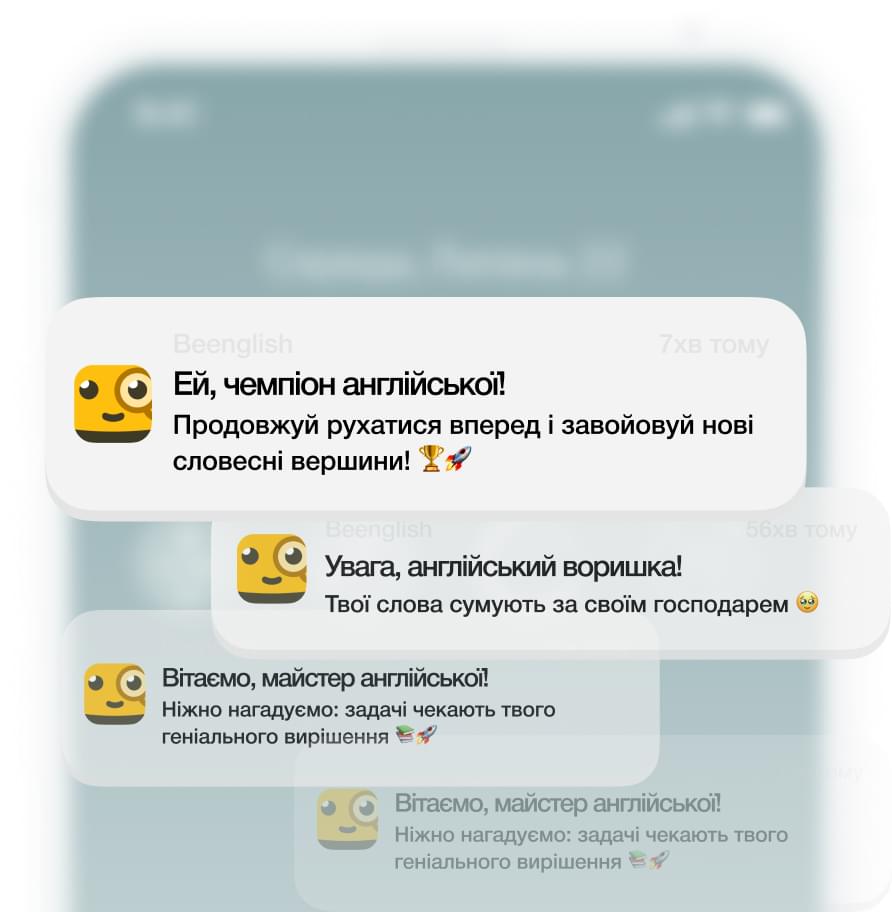 Beenglish
7хв тому
Ей, чемпіон англійської!
Продовжуй рухатися вперед і завойовуй нові
словесні вершини! 🏆🚀
Beenglish
56хв тому
Увага, англійський воришка!
Твої слова сумують за своїм господарем 🥹
Вітаємо, майстер англійської!
Ніжно нагадуємо: задачі чекають твого
геніального вирішення 📚🚀
Вітаємо, майстер англійської!
Ніжно нагадуємо: задачі чекають твого
геніального вирішення 📚🚀